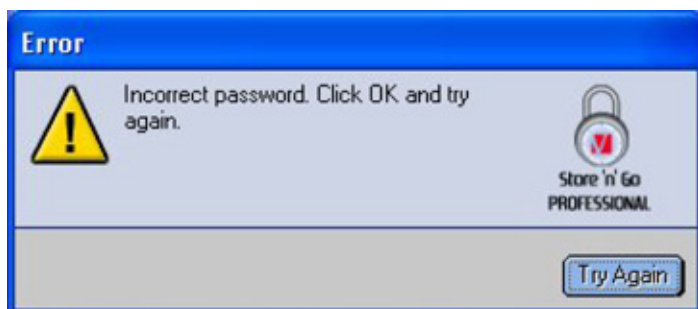 Error
Incorrect password. Click OK and try
again.
Store 'n' Go
PROFESSIONAL
Try Again